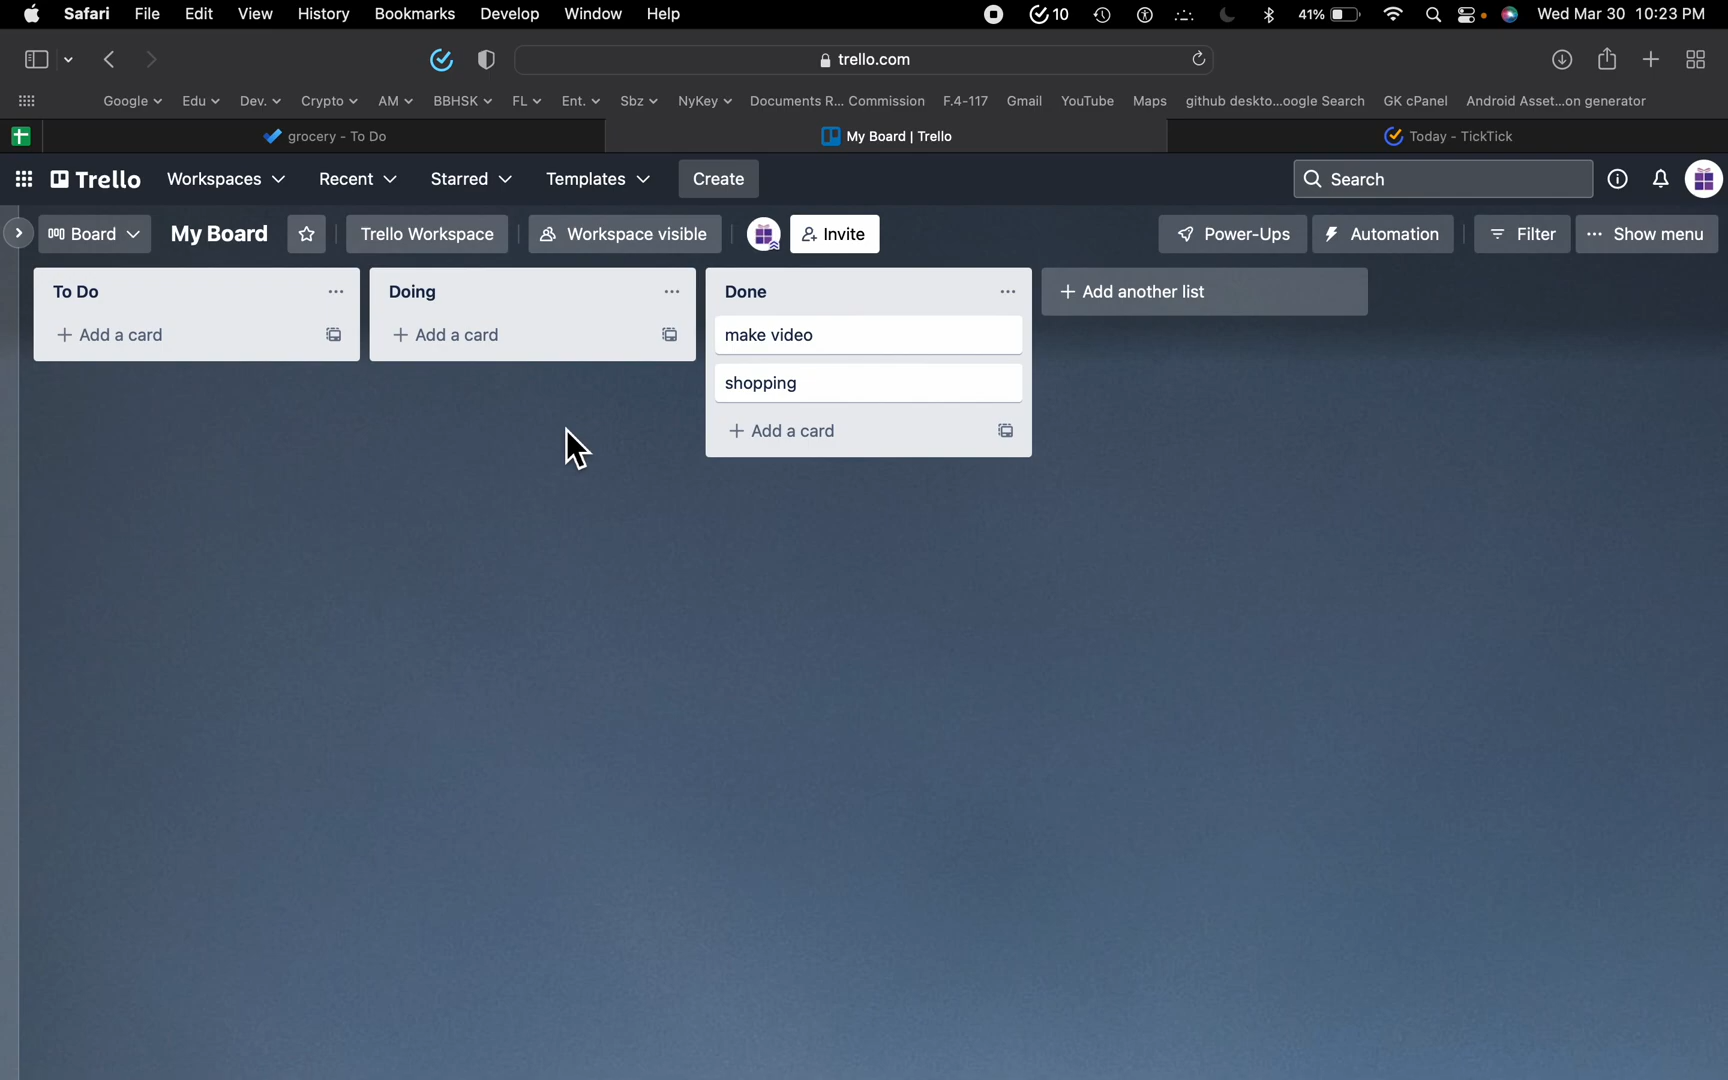 Safari File Edit View History Bookmarks Develop Window Help 10 41% Wed Mar 30 10:23 PM
trello.com
Google Edu Dev. Crypto AM BBHSK FL Ent. Sbz NyKey Documents R... Commission F.4-117 Gmail YouTube Maps github deskto...oogle Search GK cPanel Android Asset...on generator
grocery - To Do My Board | Trello Today - TickTick
Trello Workspaces Recent Starred Templates Create Search
Board My Board Trello Workspace Workspace visible Invite Power-Ups Automation Filter ... Show menu
To Do ... Doing ... Done ... + Add another list
+ Add a card + Add a card make video
shopping
+ Add a card